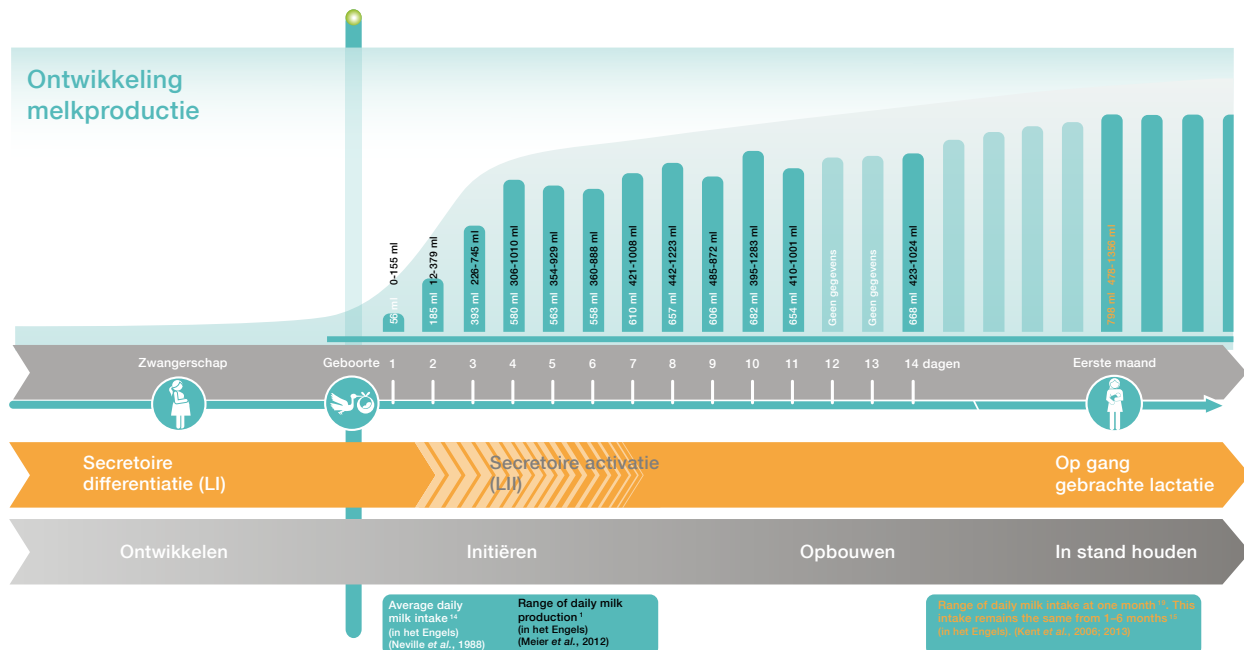 Ontwikkeling
melkproductie
56 ml 0-155 ml
185 ml 12-379 ml
393 ml 226-745 ml
580 ml 306-1010 ml
563 ml 354-929 ml
558 ml 360-888 ml
610 ml 421-1008 ml
657 ml 442-1223 ml
606 ml 485-872 ml
682 ml 395-1283 ml
654 ml 410-1001 ml
Geen gegevens
Geen gegevens
668 ml 423-1024 ml
798 ml 478-1356 ml
Zwangerschap Geboorte 1 2 3 4 5 6 7 8 9 10 11 12 13 14 dagen Eerste maand
Secretoire
differentiatie (LI)
Secretoire activatie
(LII)
Op gang
gebrachte lactatie
Ontwikkelen Initiëren Opbouwen In stand houden
Average daily
milk intake 14
(in het Engels)
(Neville et al., 1988)
Range of daily milk
production 1
(in het Engels)
(Meier et al., 2012)
Range of daily milk intake at one month. This
intake remains the same from 1–6 months
(in het Engels). (Kent et al., 2006; 2013)